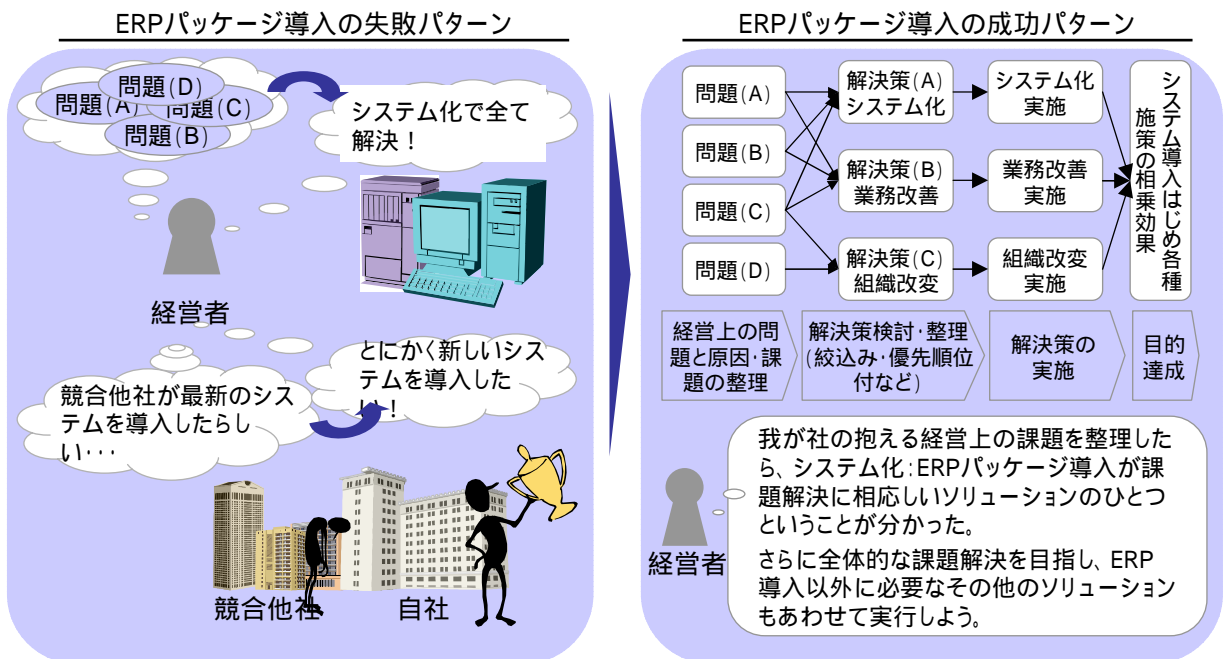 ERPパッケージ導入の失敗パターン
問題(D)
問題(A)
問題(C)
問題(B)
システム化で全て
解決！
経営者
とにかく新しいシス
テムを導入した
い！
競合他社が最新のシス
テムを導入したらし
い・・・
競合他社
自社
ERPパッケージ導入の成功パターン
問題(A)
問題(B)
問題(C)
問題(D)
解決策(A)
システム化
解決策(B)
業務改善
解決策(C)
組織改変
システム化
実施
業務改善
実施
組織改変
実施
システム導入はじめ各種
施策の相乗効果
経営上の問
題と原因・課
題の整理
解決策検討・整理
(絞込み・優先順位
付など)
解決策の
実施
目的
達成
我が社の抱える経営上の課題を整理した
ら、システム化：ERPパッケージ導入が課
題解決に相応しいソリューションのひとつ
ということが分かった。
さらに全体的な課題解決を目指し、ERP
導入以外に必要なその他のソリューション
もあわせて実行しよう。
経営者